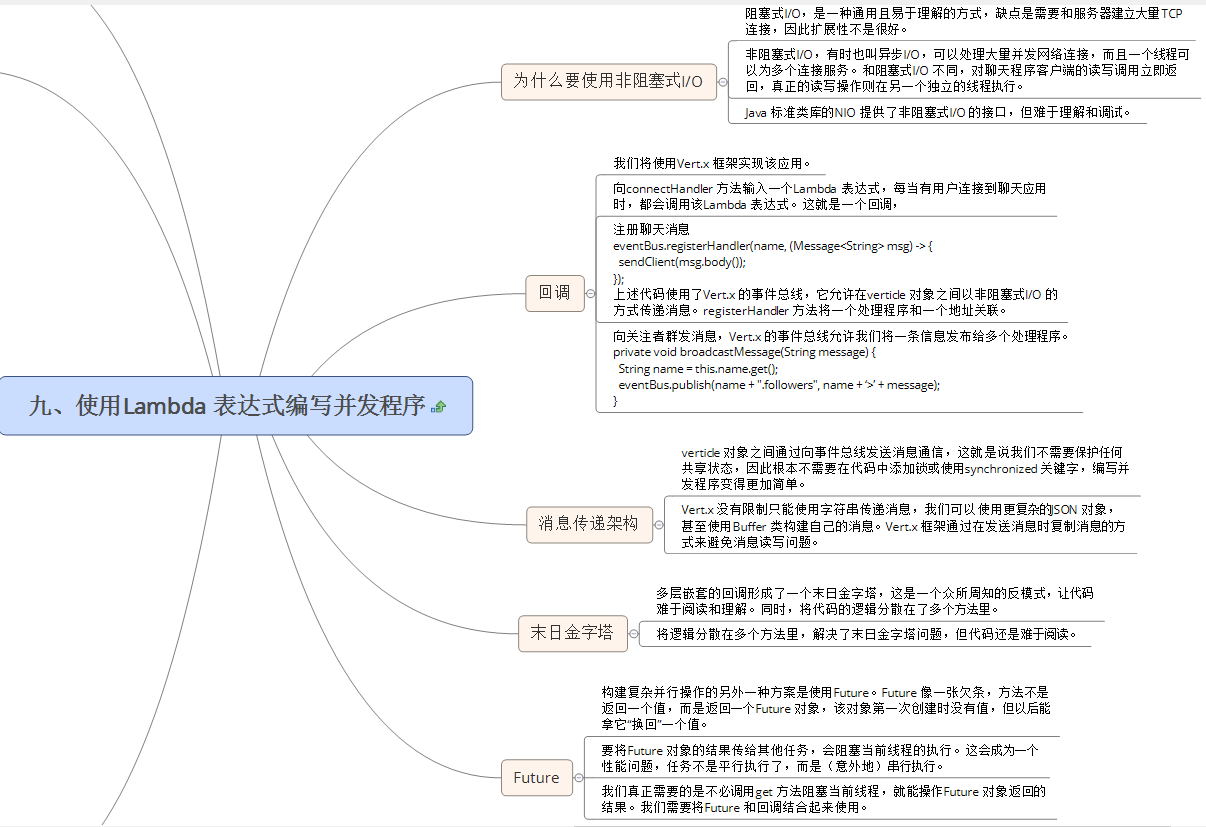 阻塞式I/O，是一种通用且易于理解的方式，缺点是需要和服务器建立大量TCP
连接，因此扩展性不是很好。
为什么要使用非阻塞式I/O
非阻塞式I/O，有时也叫异步I/O，可以处理大量并发网络连接，而且一个线程可
以为多个连接服务。和阻塞式I/O 不同，对聊天程序客户端的读写调用立即返
回，真正的读写操作则在另一个独立的线程执行。
Java 标准类库的NIO 提供了非阻塞式I/O 的接口，但难于理解和调试。
我们将使用Vert.x 框架实现该应用。
向connectHandler 方法输入一个Lambda 表达式，每当有用户连接到聊天应用
时，都会调用该Lambda 表达式。这就是一个回调，
回调
注册聊天消息
eventBus.registerHandler(name, (Message<String> msg) -> {
sendClient(msg.body());
});
上述代码使用了Vert.x 的事件总线，它允许在verticle 对象之间以非阻塞式I/O 的
方式传递消息。registerHandler 方法将一个处理程序和一个地址关联。
向关注者群发消息，Vert.x 的事件总线允许我们将一条信息发布给多个处理程序。
private void broadcastMessage(String message) {
String name = this.name.get();
eventBus.publish(name + ".followers", name + '>' + message);
}
九、使用Lambda 表达式编写并发程序
verticle 对象之间通过向事件总线发送消息通信，这就是说我们不需要保护任何
共享状态，因此根本不需要在代码中添加锁或使用synchronized 关键字，编写并
发程序变得更加简单。
消息传递架构
Vert.x 没有限制只能使用字符串传递消息，我们可以使用更复杂的JSON 对象，
甚至使用Buffer 类构建自己的消息。Vert.x 框架通过在发送消息时复制消息的方
式来避免消息读写问题。
多层嵌套的回调形成了一个末日金字塔，这是一个众所周知的反模式，让代码
难于阅读和理解。同时，将代码的逻辑分散在了多个方法里。
末日金字塔
将逻辑分散在多个方法里，解决了末日金字塔问题，但代码还是难于阅读。
构建复杂并行操作的另外一种方案是使用Future。Future 像一张欠条，方法不是
返回一个值，而是返回一个Future 对象，该对象第一次创建时没有值，但以后能
拿它“换回”一个值。
Future
要将Future 对象的结果传给其他任务，会阻塞当前线程的执行。这会成为一个
性能问题，任务不是平行执行了，而是（意外地）串行执行。
我们真正需要的是不必调用get 方法阻塞当前线程，就能操作Future 对象返回的
结果。我们需要将Future 和回调结合起来使用。